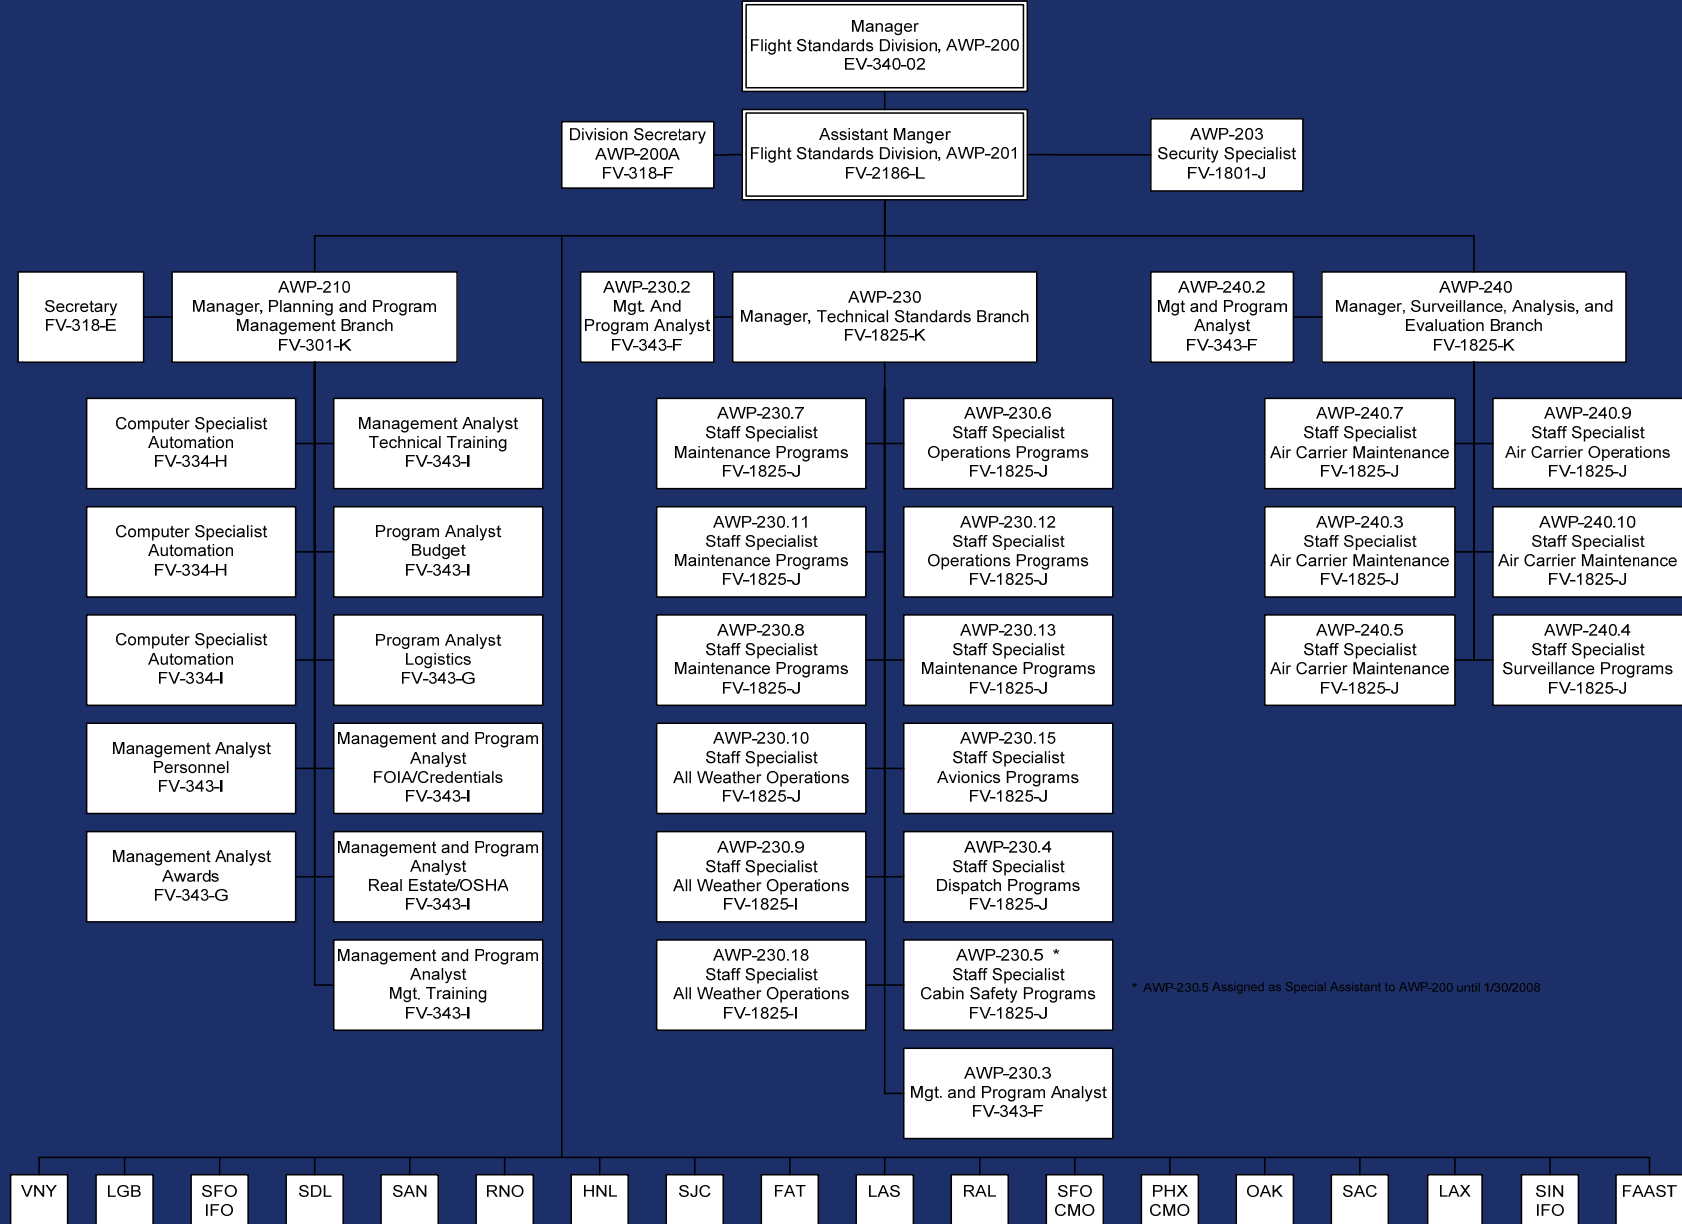 Manager
Flight Standards Division, AWP-200
EV-340-02
Division Secretary
AWP-200A
FV-318-F
Assistant Manger
Flight Standards Division, AWP-201
FV-2186-L
AWP-203
Security Specialist
FV-1801-J
Secretary
FV-318-E
AWP-210
Manager, Planning and Program
Management Branch
FV-301-K
AWP-230.2
Mgt. And
Program Analyst
FV-343-F
AWP-230
Manager, Technical Standards Branch
FV-1825-K
AWP-240.2
Mgt and Program
Analyst
FV-343-F
AWP-240
Manager, Surveillance, Analysis, and
Evaluation Branch
FV-1825-K
Computer Specialist
Automation
FV-334-H
Management Analyst
Technical Training
FV-343-I
Computer Specialist
Automation
FV-334-H
Program Analyst
Budget
FV-343-I
Computer Specialist
Automation
FV-334-I
Program Analyst
Logistics
FV-343-G
Management Analyst
Personnel
FV-343-I
Management and Program
Analyst
FOIA/Credentials
FV-343-I
Management Analyst
Awards
FV-343-G
Management and Program
Analyst
Real Estate/OSHA
FV-343-I
Management and Program
Analyst
Mgt. Training
FV-343-I
AWP-230.7
Staff Specialist
Maintenance Programs
FV-1825-J
AWP-230.6
Staff Specialist
Operations Programs
FV-1825-J
AWP-230.11
Staff Specialist
Maintenance Programs
FV-1825-J
AWP-230.12
Staff Specialist
Operations Programs
FV-1825-J
AWP-230.8
Staff Specialist
Maintenance Programs
FV-1825-J
AWP-230.13
Staff Specialist
Maintenance Programs
FV-1825-J
AWP-230.10
Staff Specialist
All Weather Operations
FV-1825-J
AWP-230.15
Staff Specialist
Avionics Programs
FV-1825-J
AWP-230.9
Staff Specialist
All Weather Operations
FV-1825-I
AWP-230.4
Staff Specialist
Dispatch Programs
FV-1825-J
AWP-230.18
Staff Specialist
All Weather Operations
FV-1825-I
AWP-230.5 *
Staff Specialist
Cabin Safety Programs
FV-1825-J
* AWP-230.5 Assigned as Special Assistant to AWP-200 until 1/30/2008
AWP-230.3
Mgt. and Program Analyst
FV-343-F
AWP-240.7
Staff Specialist
Air Carrier Maintenance
FV-1825-J
AWP-240.9
Staff Specialist
Air Carrier Operations
FV-1825-J
AWP-240.3
Staff Specialist
Air Carrier Maintenance
FV-1825-J
AWP-240.10
Staff Specialist
Air Carrier Maintenance
FV-1825-J
AWP-240.5
Staff Specialist
Air Carrier Maintenance
FV-1825-J
AWP-240.4
Staff Specialist
Surveillance Programs
FV-1825-J
VNY
LGB
SFO
IFO
SDL
SAN
RNO
HNL
SJC
FAT
LAS
RAL
SFO
CMO
PHX
CMO
OAK
SAC
LAX
SIN
IFO
FAAST